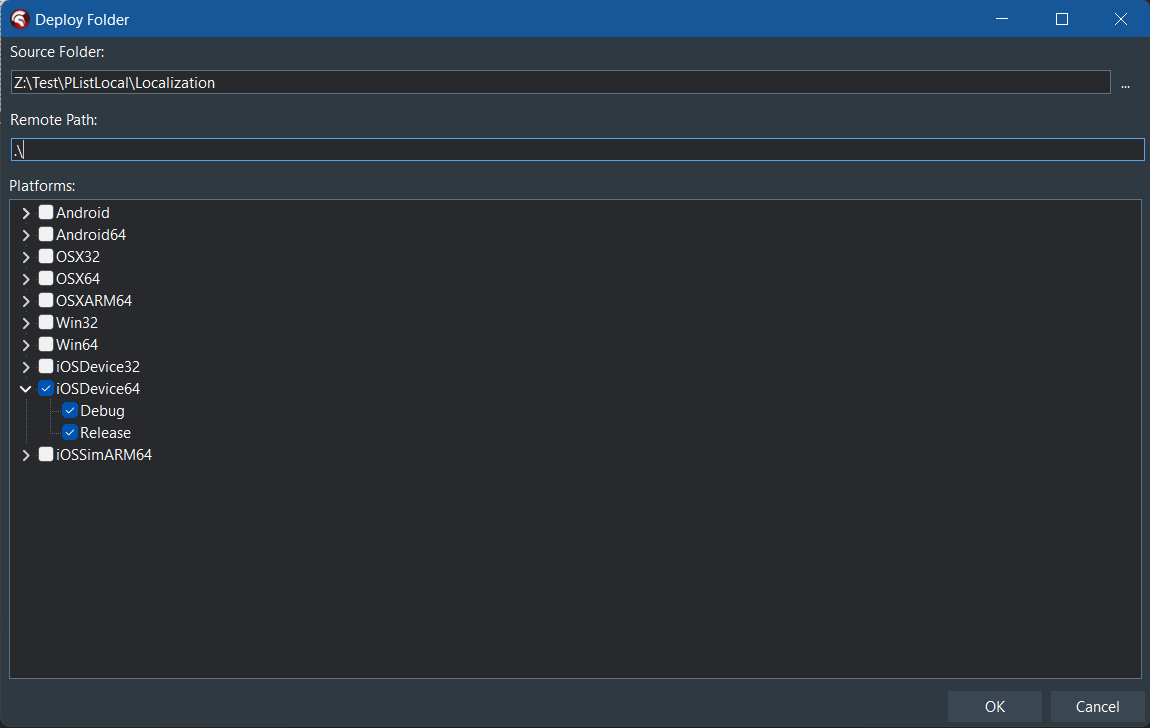 Deploy Folder
Source Folder:
Z:\Test\PListLocal\Localization
...
Remote Path:
.\
Platforms:
Android
Android64
OSX32
OSX64
OSXARM64
Win32
Win64
iOSDevice32
iOSDevice64
Debug
Release
iOSSimARM64
OK
Cancel